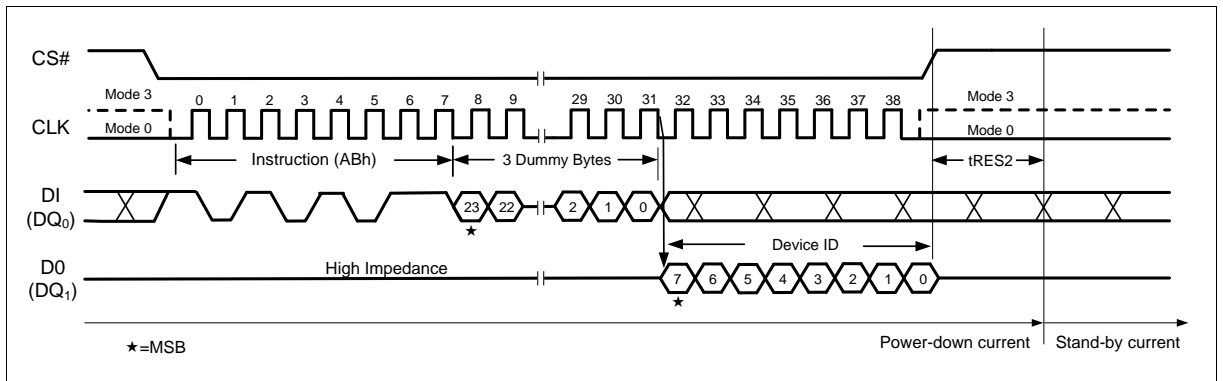 CS#
Mode 3
0 1 2 3 4 5 6 7 8 9 29 30 31 32 33 34 35 36 37 38
Mode 3
CLK
Mode 0
Mode 0
Instruction (ABh)
3 Dummy Bytes
tRES2
DI
(DQ0)
23 22 2 1 0
★
Device ID
D0
(DQ1)
High Impedance
7 6 5 4 3 2 1 0
★
★=MSB
Power-down current
Stand-by current